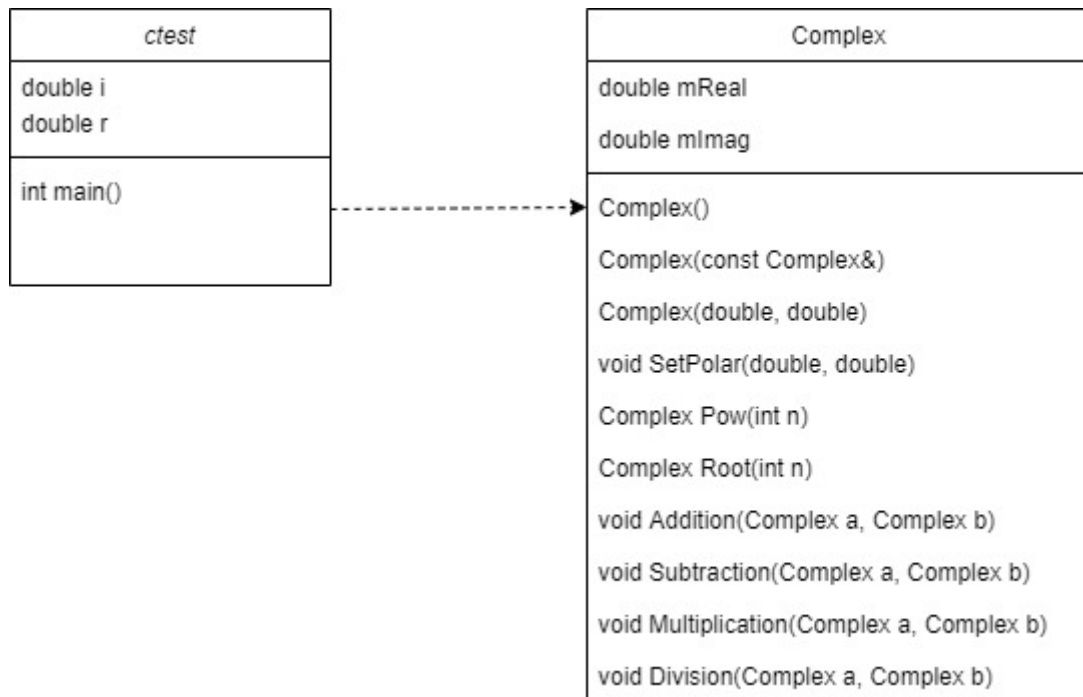 ctest
double i
double r
int main()
Complex
double mReal
double mImag
Complex()
Complex(const Complex&)
Complex(double, double)
void SetPolar(double, double)
Complex Pow(int n)
Complex Root(int n)
void Addition(Complex a, Complex b)
void Subtraction(Complex a, Complex b)
void Multiplication(Complex a, Complex b)
void Division(Complex a, Complex b)